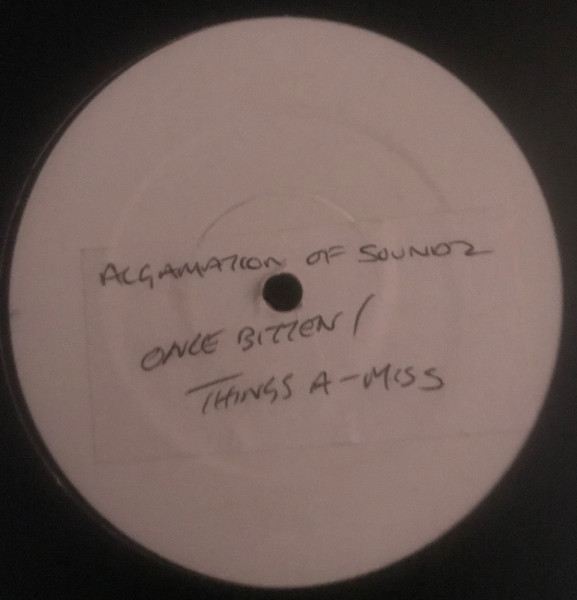 ALGAMATION OF SOUNDZ
ONCE BITTEN /
THINGS A-MISS